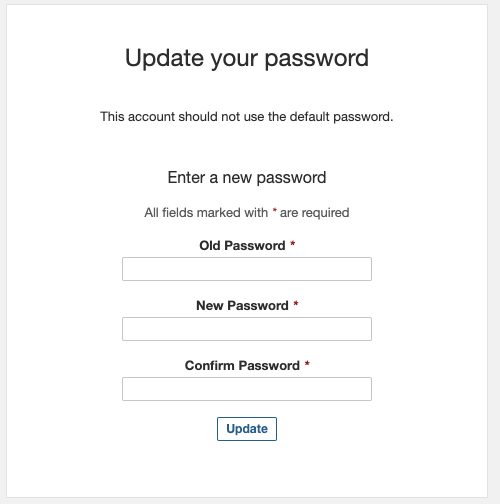 Update your password
This account should not use the default password.
Enter a new password
All fields marked with * are required
Old Password *
New Password *
Confirm Password *
Update